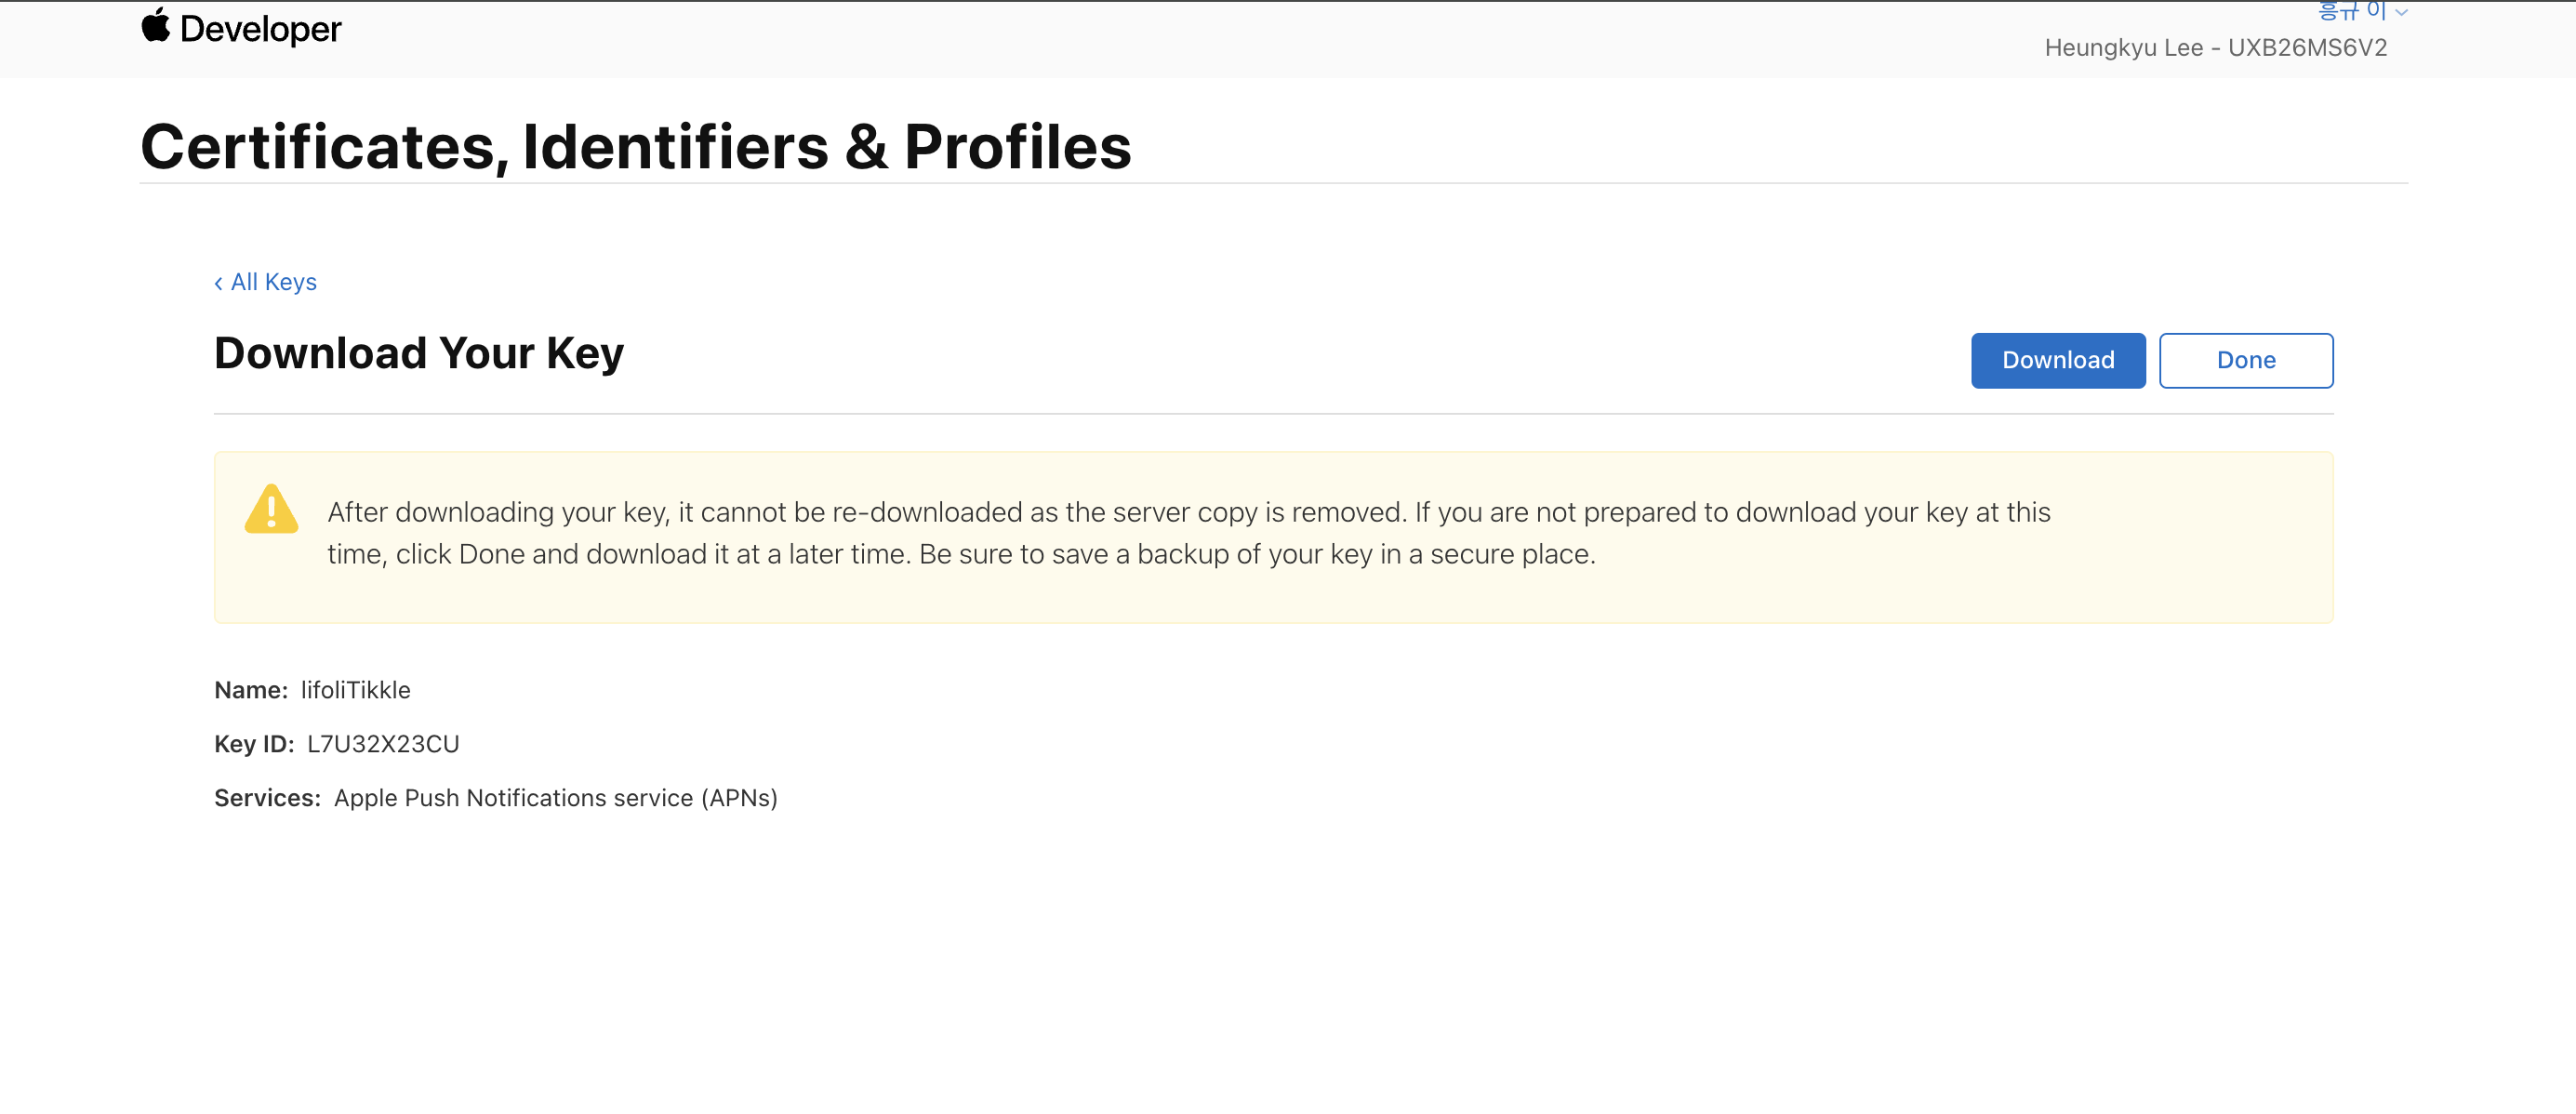 Developer
흥규 이
Heungkyu Lee - UXB26MS6V2
Certificates, Identifiers & Profiles
‹ All Keys
Download Your Key
Download
Done
After downloading your key, it cannot be re-downloaded as the server copy is removed. If you are not prepared to download your key at this
time, click Done and download it at a later time. Be sure to save a backup of your key in a secure place.
Name: lifoliTikkle
Key ID: L7U32X23CU
Services: Apple Push Notifications service (APNs)